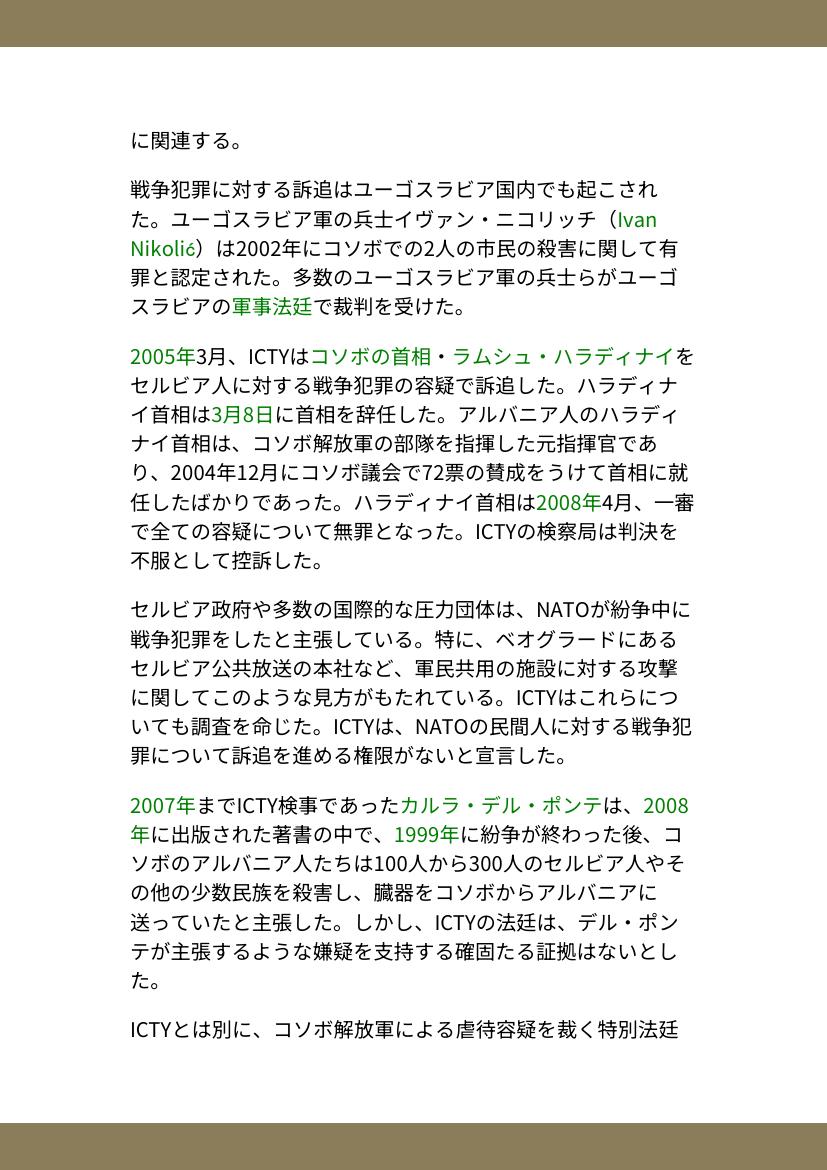 に関連する。
戦争犯罪に対する訴追はユーゴスラビア国内でも起こされ
た。ユーゴスラビア軍の兵士イヴァン・ニコリッチ（Ivan
Nikolić）は2002年にコソボでの2人の市民の殺害に関して有
罪と認定された。多数のユーゴスラビア軍の兵士らがユーゴ
スラビアの軍事法廷で裁判を受けた。
2005年3月、ICTYはコソボの首相・ラムシュ・ハラディナイを
セルビア人に対する戦争犯罪の容疑で訴追した。ハラディナ
イ首相は3月8日に首相を辞任した。アルバニア人のハラディ
ナイ首相は、コソボ解放軍の部隊を指揮した元指揮官であ
り、2004年12月にコソボ議会で72票の賛成をうけて首相に就
任したばかりであった。ハラディナイ首相は2008年4月、一審
で全ての容疑について無罪となった。ICTYの検察局は判決を
不服として控訴した。
セルビア政府や多数の国際的な圧力団体は、NATOが紛争中に
戦争犯罪をしたと主張している。特に、ベオグラードにある
セルビア公共放送の本社など、軍民共用の施設に対する攻撃
に関してこのような見方がもたれている。ICTYはこれらにつ
いても調査を命じた。ICTYは、NATOの民間人に対する戦争犯
罪について訴追を進める権限がないと宣言した。
2007年までICTY検事であったカルラ・デル・ポンテは、2008
年に出版された著書の中で、1999年に紛争が終わった後、コ
ソボのアルバニア人たちは100人から300人のセルビア人やそ
の他の少数民族を殺害し、臓器をコソボからアルバニアに
送っていたと主張した。しかし、ICTYの法廷は、デル・ポン
テが主張するような嫌疑を支持する確固たる証拠はないとし
た。
ICTYとは別に、コソボ解放軍による虐待容疑を裁く特別法廷